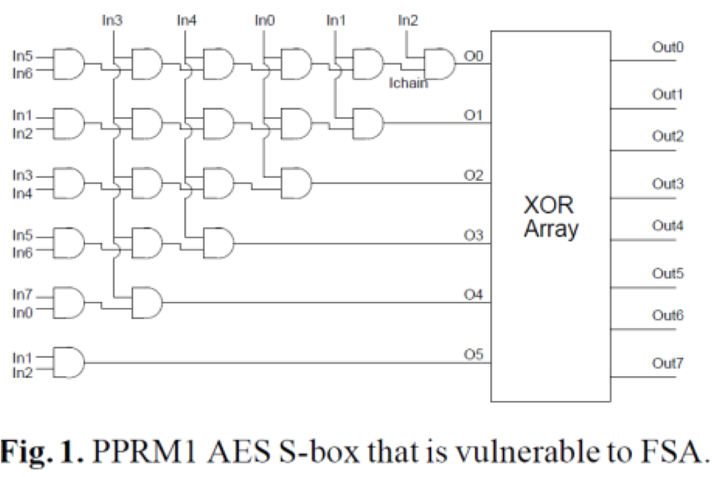 In3 In4 In0 In1 In2
In5
In6
O0
Ichain
Out0
In1
In2
O1
Out1
Out2
In3
In4
O2
Out3
XOR
Array
In5
In6
O3
Out4
In7
In0
O4
Out5
Out6
In1
In2
O5
Out7
Fig. 1. PPRM1 AES S-box that is vulnerable to FSA.